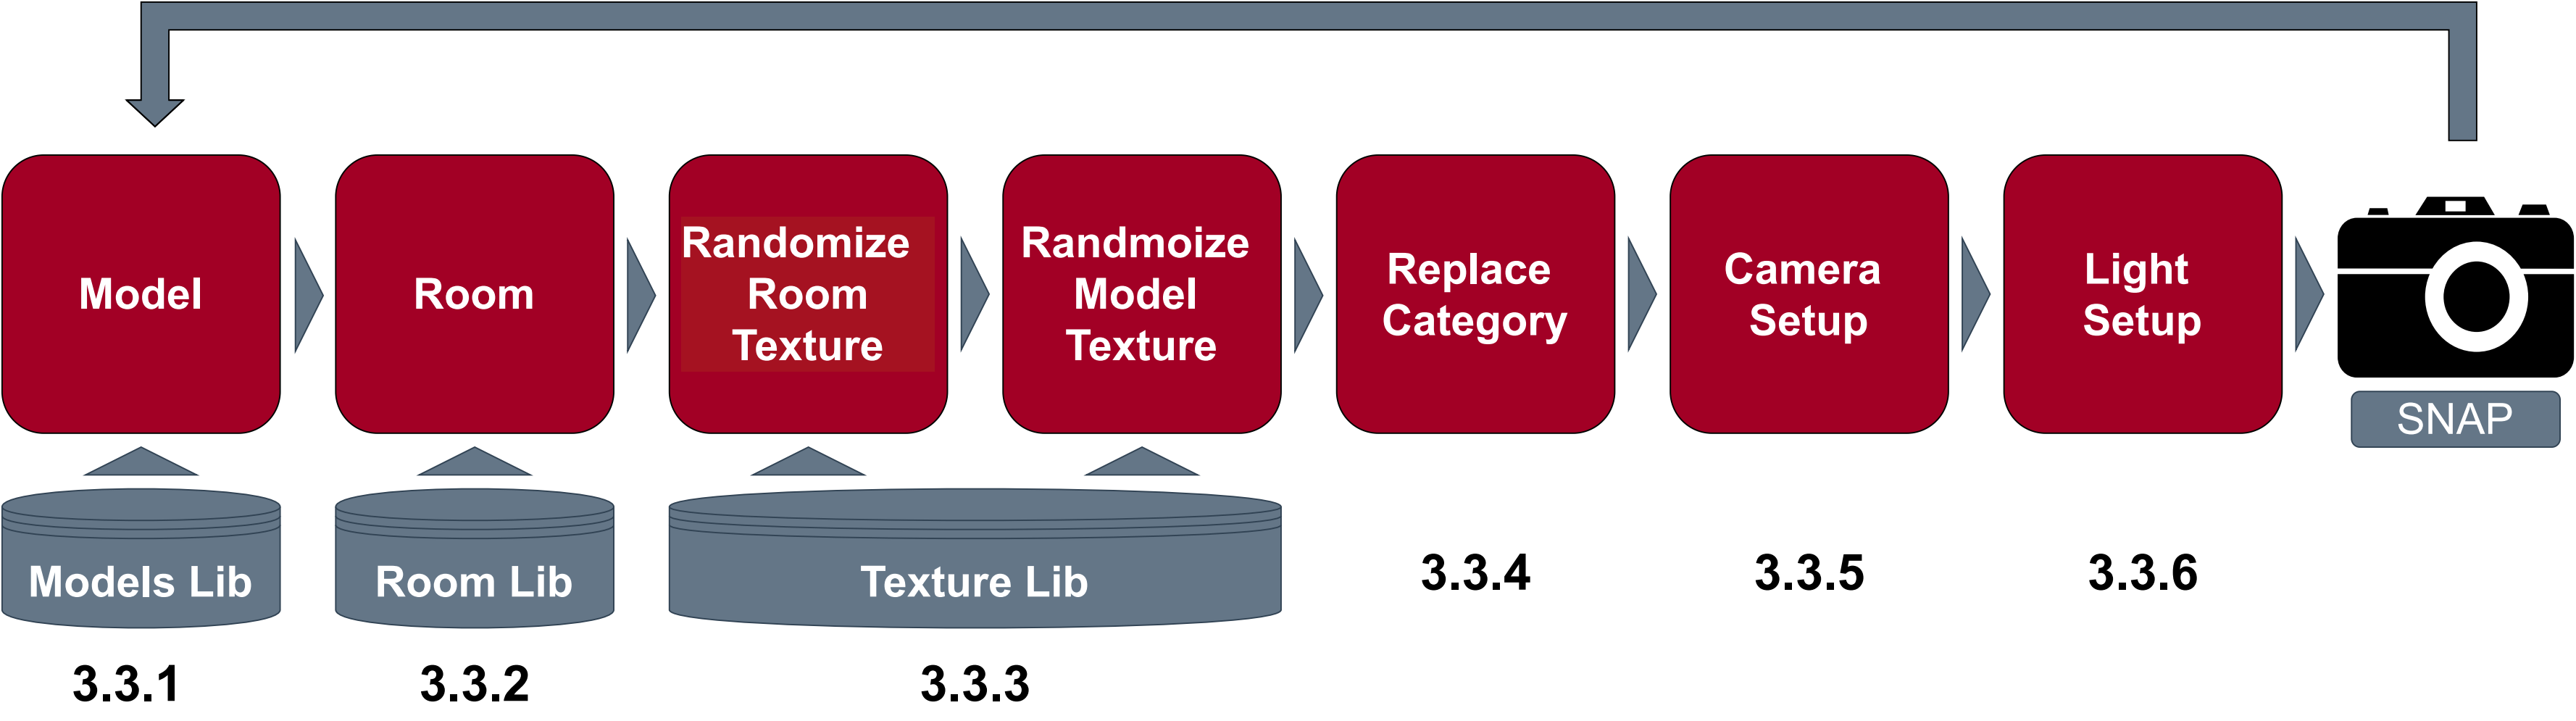 Model
Room
Randomize
Room
Texture
Randmoize
Model
Texture
Replace
Category
Camera
Setup
Light
Setup
SNAP
Models Lib
Room Lib
Texture Lib
3.3.4
3.3.5
3.3.6
3.3.1
3.3.2
3.3.3